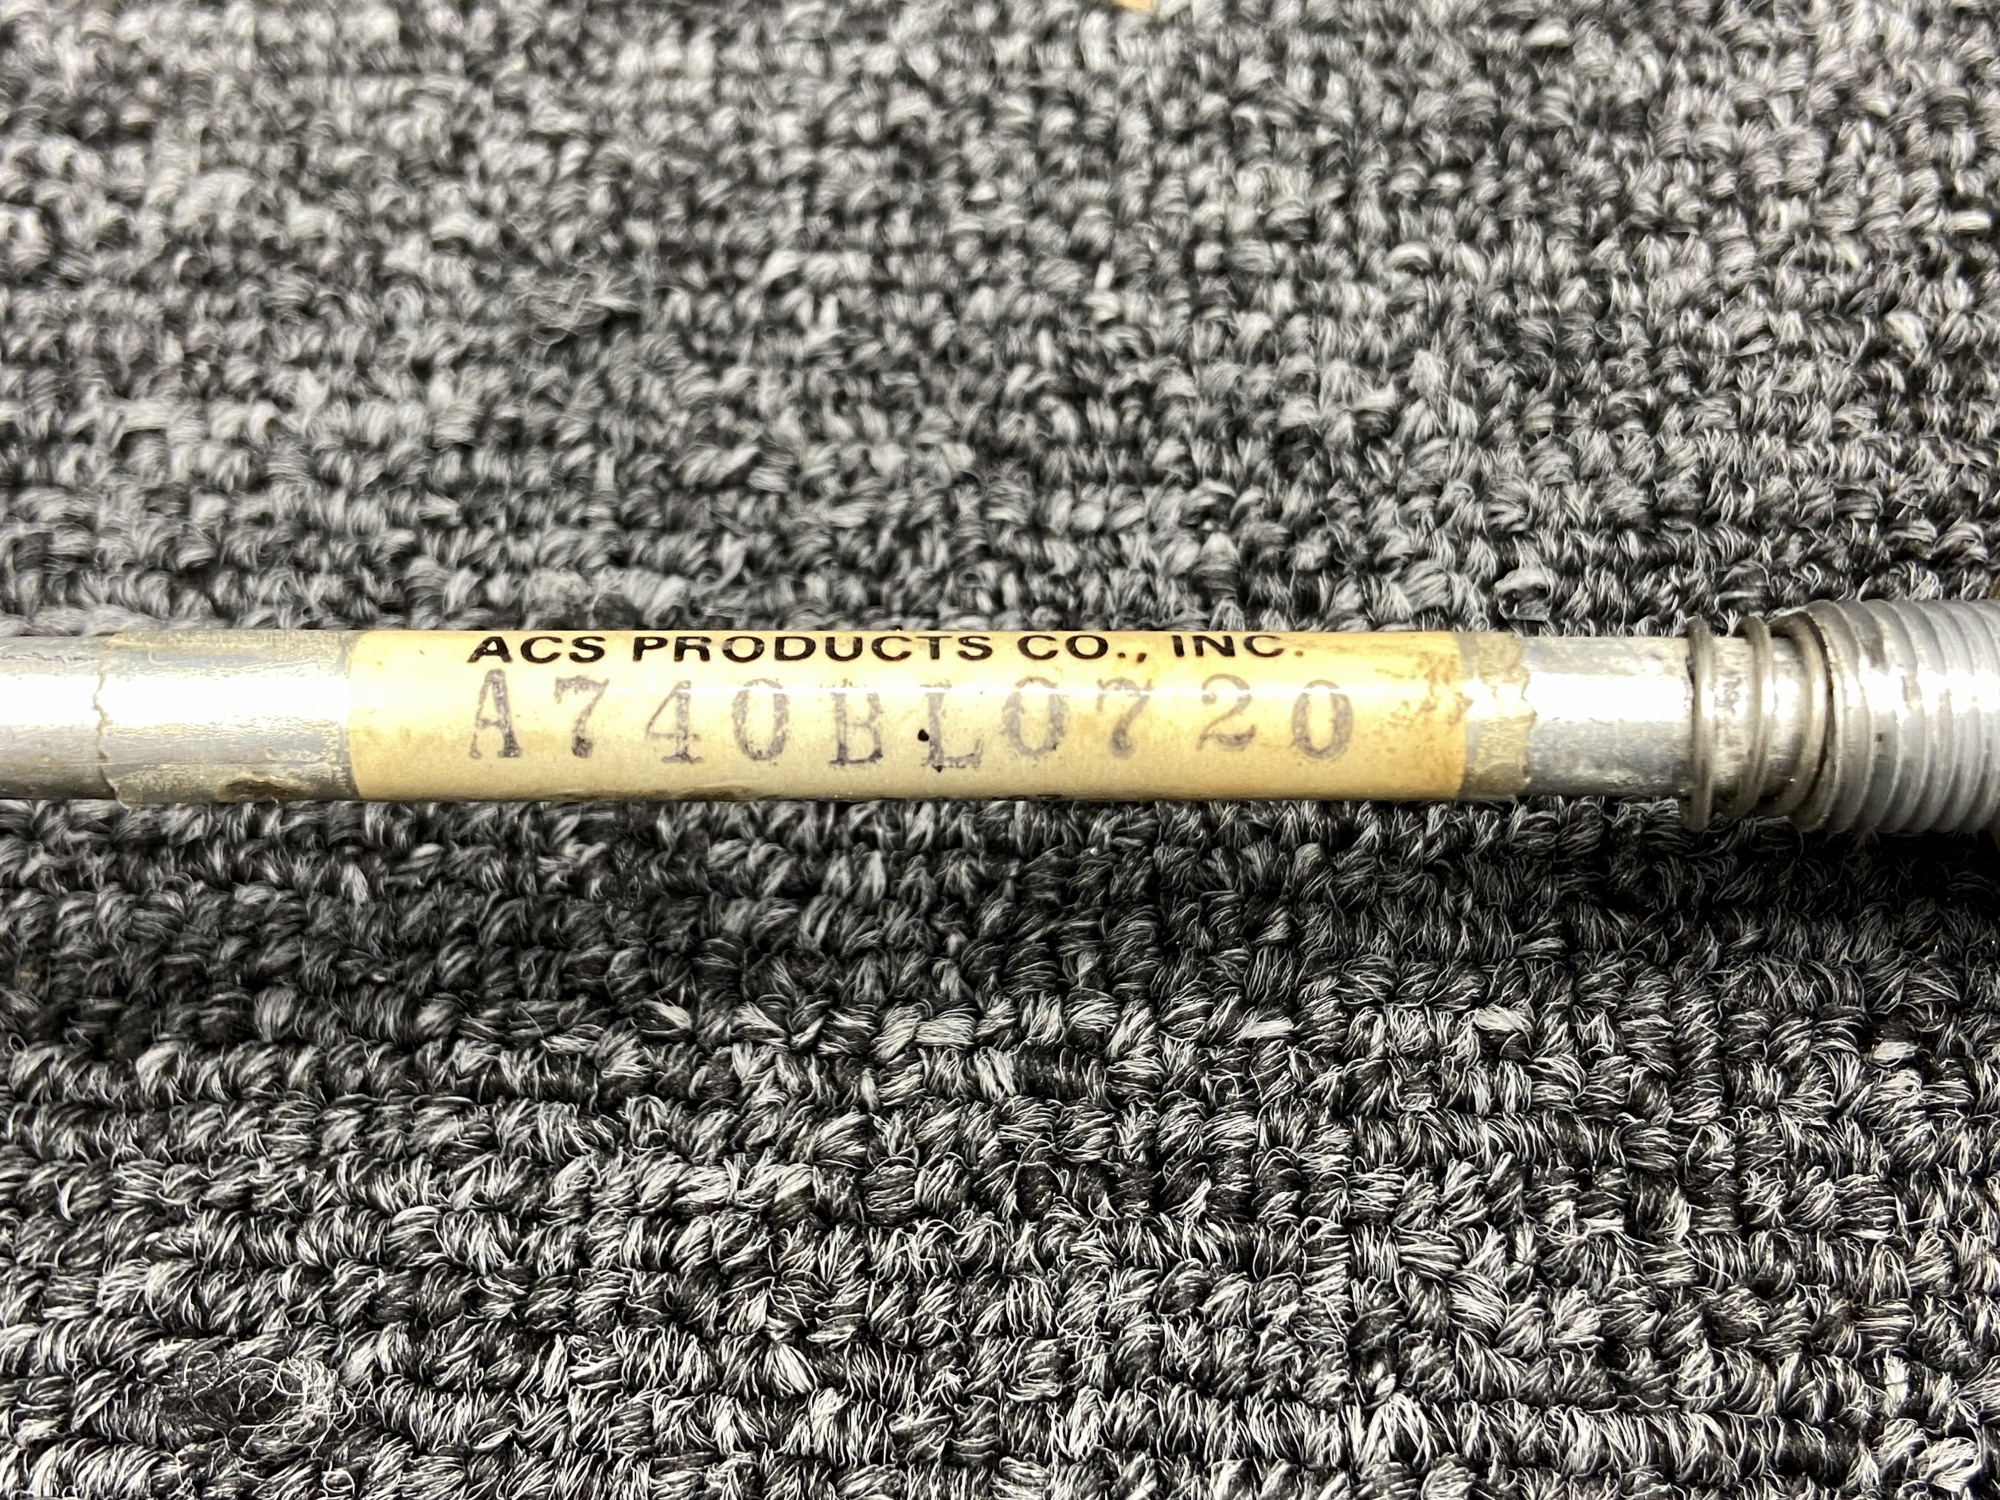 ACS PRODUCTS CO., INC.
A740BL0720